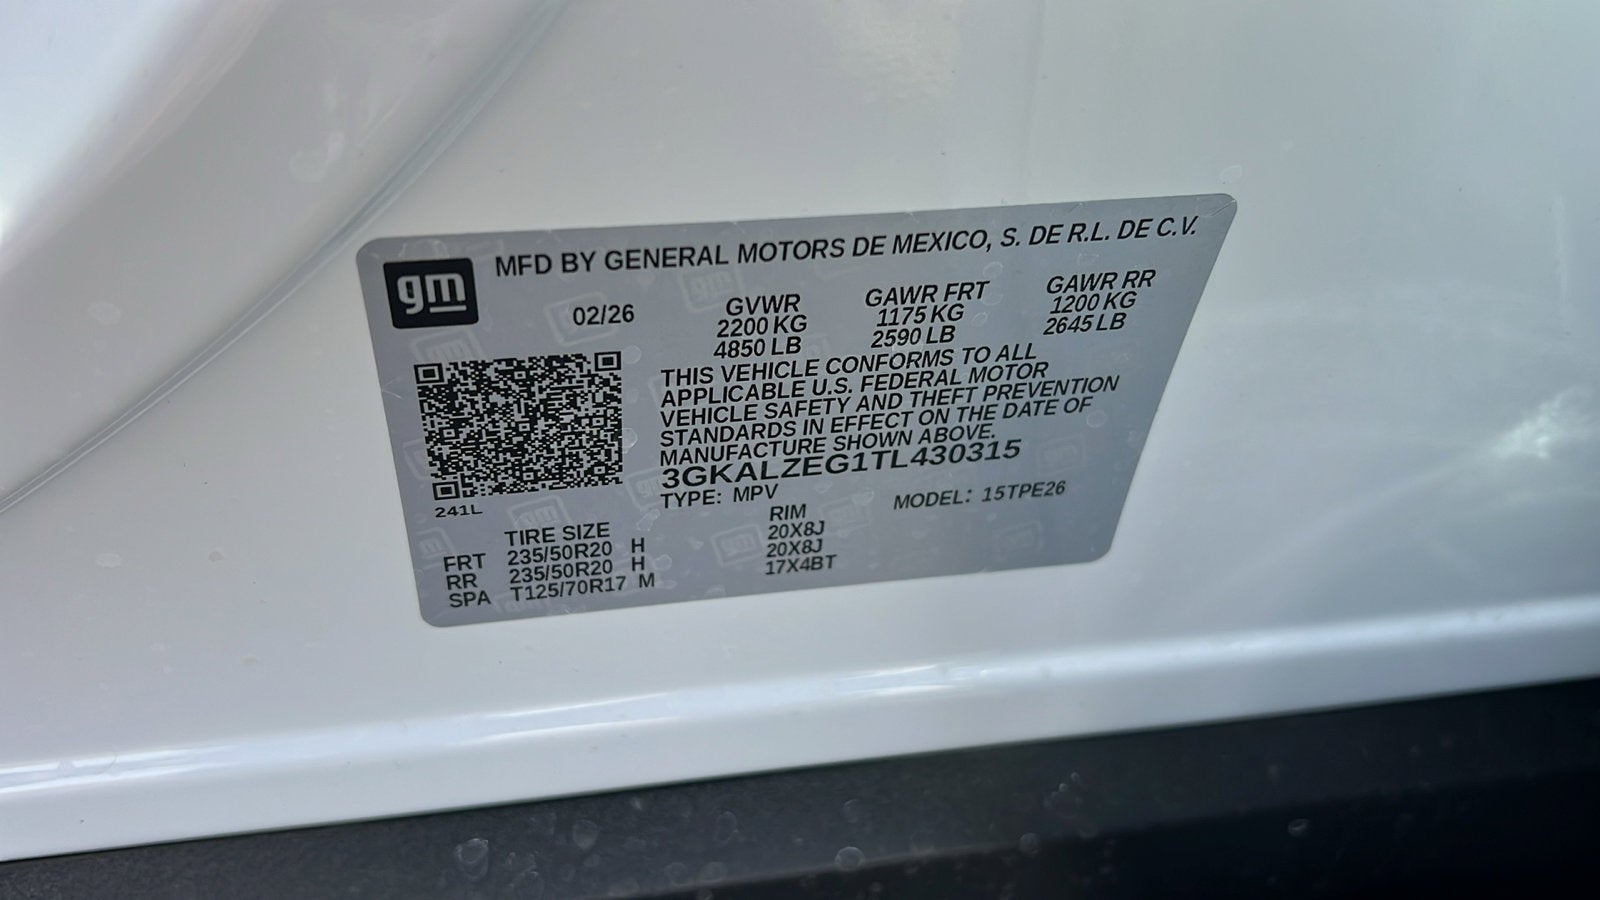 gm
MFD BY GENERAL MOTORS DE MEXICO, S. DE R.L. DE C.V.
02/26
GVWR
2200 KG
4850 LB
GAWR FRT
1175 KG
2590 LB
GAWR RR
1200 KG
2645 LB
THIS VEHICLE CONFORMS TO ALL
APPLICABLE U.S. FEDERAL MOTOR
VEHICLE SAFETY AND THEFT PREVENTION
STANDARDS IN EFFECT ON THE DATE OF
MANUFACTURE SHOWN ABOVE.
3GKALZEG1TL430315
TYPE: MPV
MODEL: 15TPE26
241L
TIRE SIZE RIM
FRT 235/50R20 H 20X8J
RR 235/50R20 H 20X8J
SPA T125/70R17 M 17X4BT